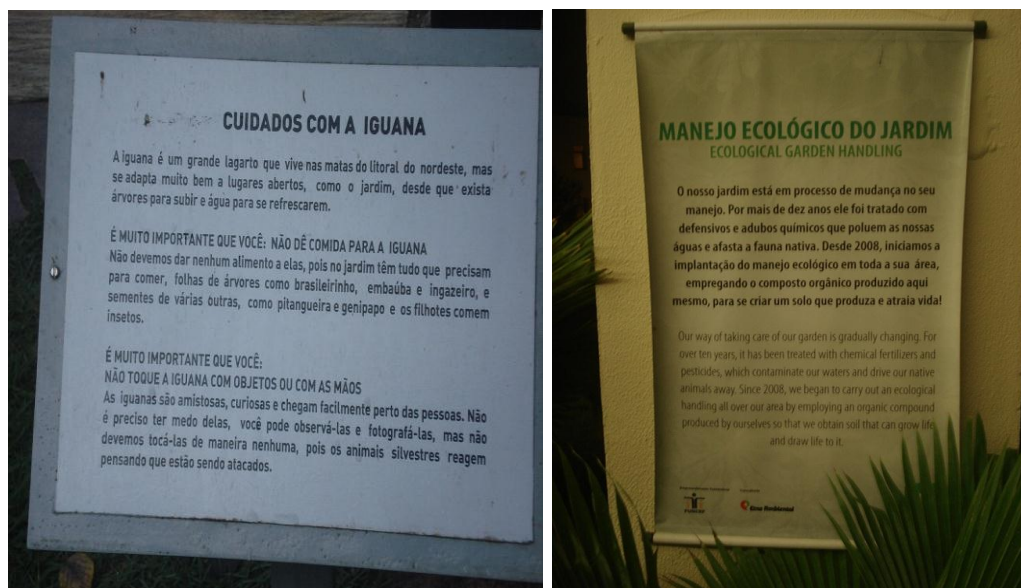 CUIDADOS COM A IGUANA
A iguana é um grande lagarto que vive nas matas do litoral do nordeste, mas
se adapta muito bem a lugares abertos, como o jardim, desde que exista
árvores para subir e água para se refrescarem.
É MUITO IMPORTANTE QUE VOCÊ: NÃO DÊ COMIDA PARA A IGUANA
Não devemos dar nenhum alimento a elas, pois no jardim têm tudo que precisam
para comer, folhas de árvores como brasileirinho, embaúba e ingazeiro, e
sementes de várias outras, como pitangueira e genipapo e os filhotes comem
insetos.
É MUITO IMPORTANTE QUE VOCÊ:
NÃO TOQUE A IGUANA COM OBJETOS OU COM AS MÃOS
As iguanas são amistosas, curiosas e chegam facilmente perto das pessoas. Não
é preciso ter medo delas, você pode observá-las e fotografá-las, mas não
devemos tocá-las de maneira nenhuma, pois os animais silvestres reagem
pensando que estão sendo atacados.
MANEJO ECOLÓGICO DO JARDIM
ECOLOGICAL GARDEN HANDLING
O nosso jardim está em processo de mudança no seu
manejo. Por mais de dez anos ele foi tratado com
defensivos e adubos químicos que poluem as nossas
águas e afasta a fauna nativa. Desde 2008, iniciamos a
implantação do manejo ecológico em toda a sua área,
empregando o composto orgânico produzido aqui
mesmo, para se criar um solo que produza e atraia vida!
Our way of taking care of our garden is gradually changing. For
over ten years, it has been treated with chemical fertilizers and
pesticides, which contaminate our waters and drive our native
animals away. Since 2008, we began to carry out an ecological
handling all over our area by employing an organic compound
produced by ourselves so that we obtain soil that can grow life
and draw life to it.